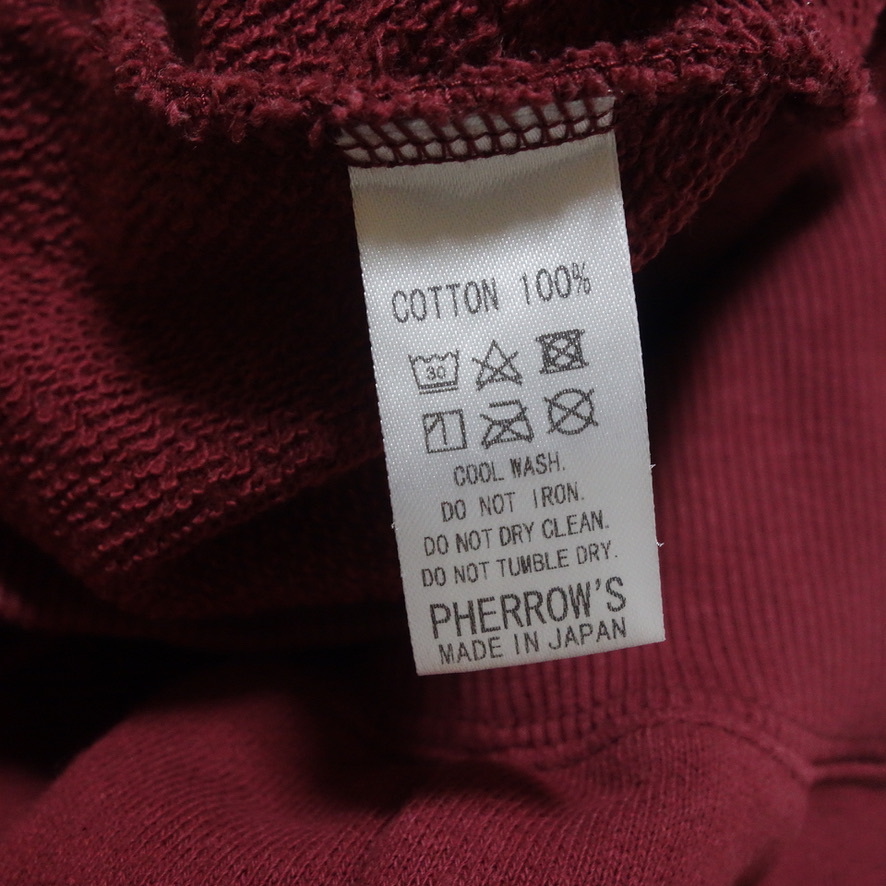 COTTON 100%
30
COOL WASH.
DO NOT IRON.
DO NOT DRY CLEAN.
DO NOT TUMBLE DRY.
PHERROW'S
MADE IN JAPAN